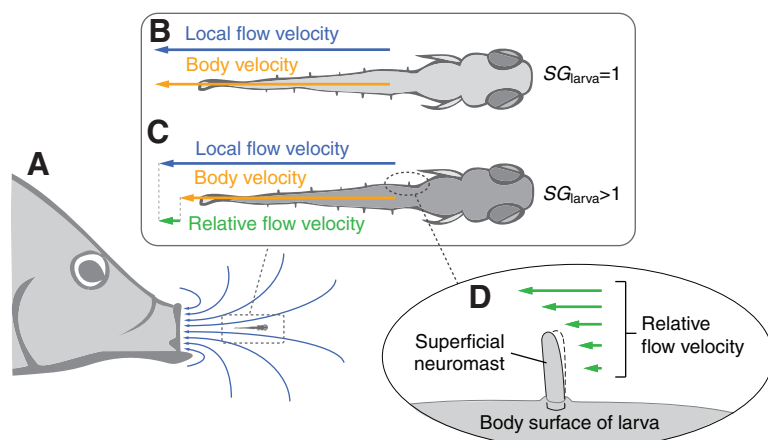 B
Local flow velocity
Body velocity
SGlarva=1
C
Local flow velocity
Body velocity
SGlarva>1
Relative flow velocity
A
D
Superficial
neuromast
Relative
flow velocity
Body surface of larva